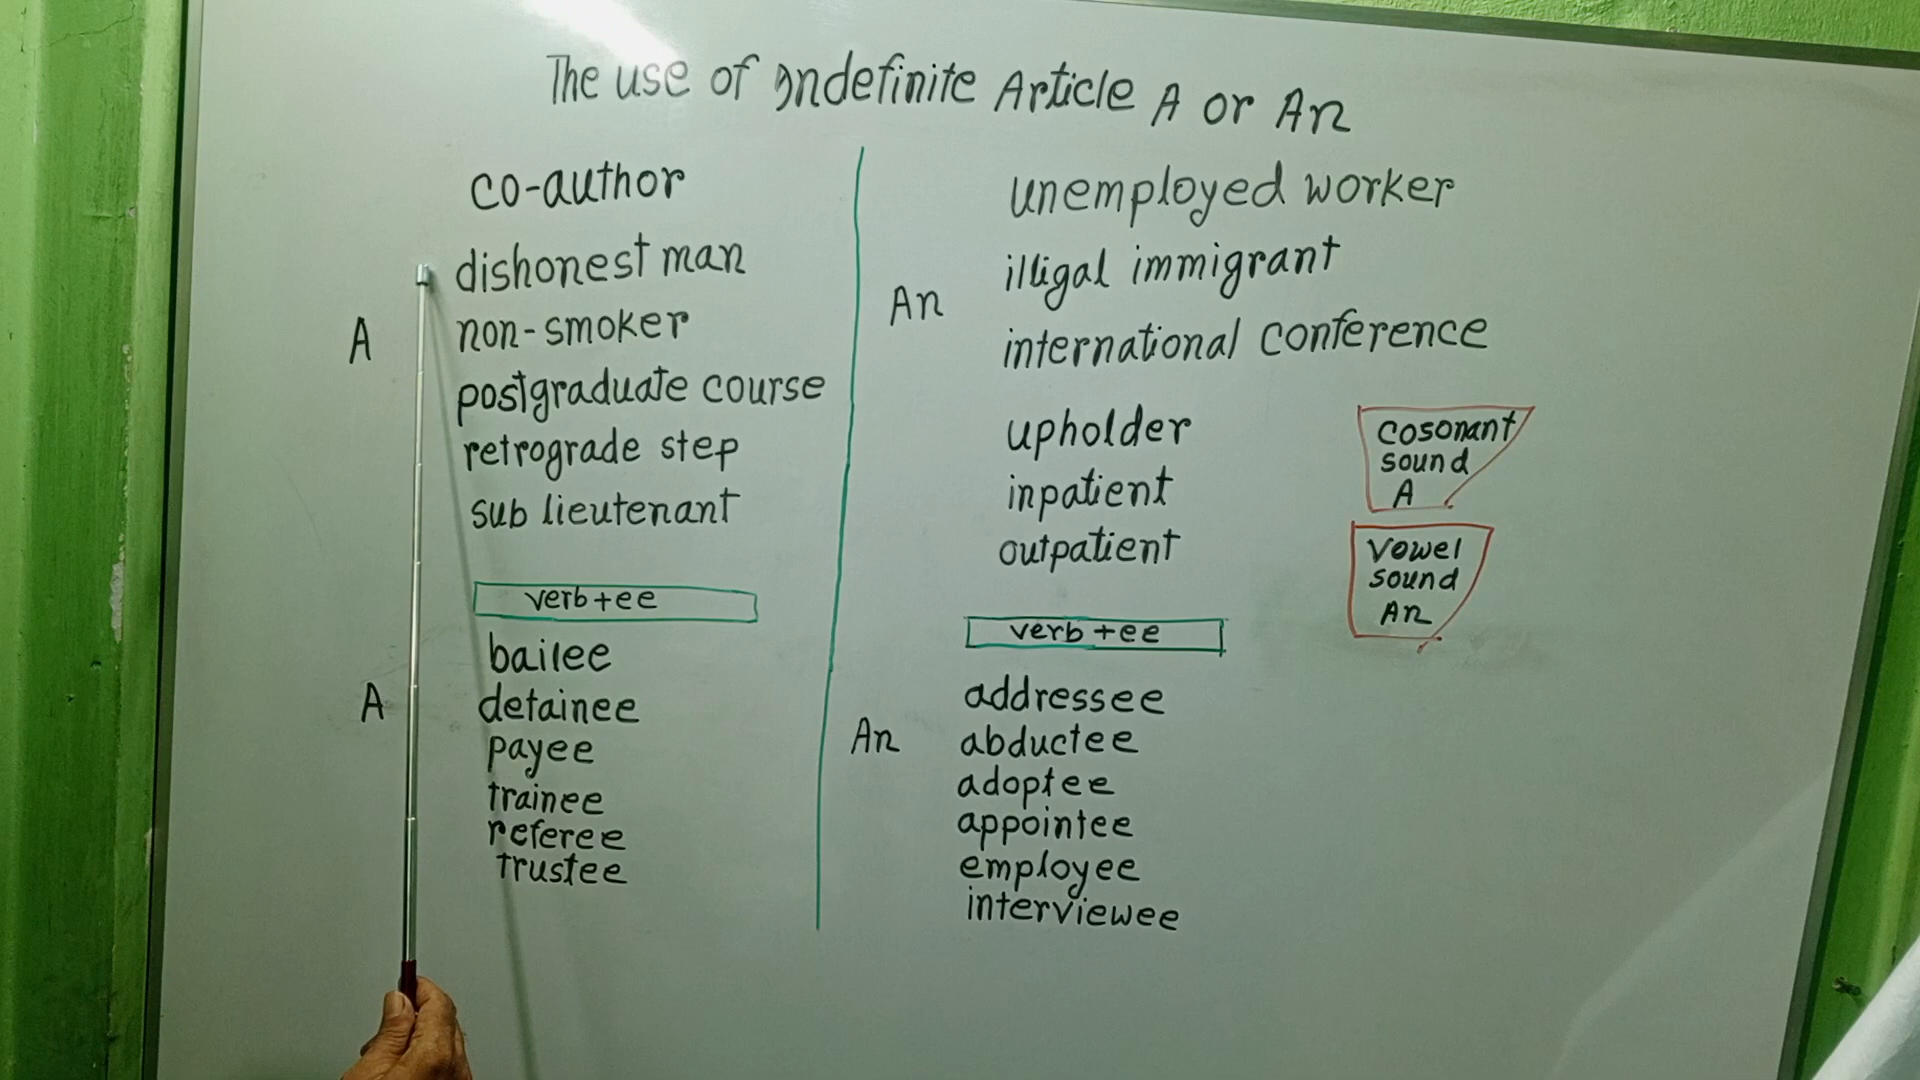 The use of Indefinite Article A or An
co-author
dishonest man
A
non-smoker
postgraduate course
retrograde step
sub lieutenant
verb+ee
bailee
A
detainee
payee
trainee
referee
trustee
unemployed worker
illigal immigrant
An
international conference
upholder
inpatient
outpatient
verb +ee
addressee
An
abductee
adoptee
appointee
employee
interviewee
cosonant
sound
A
vowel
sound
An